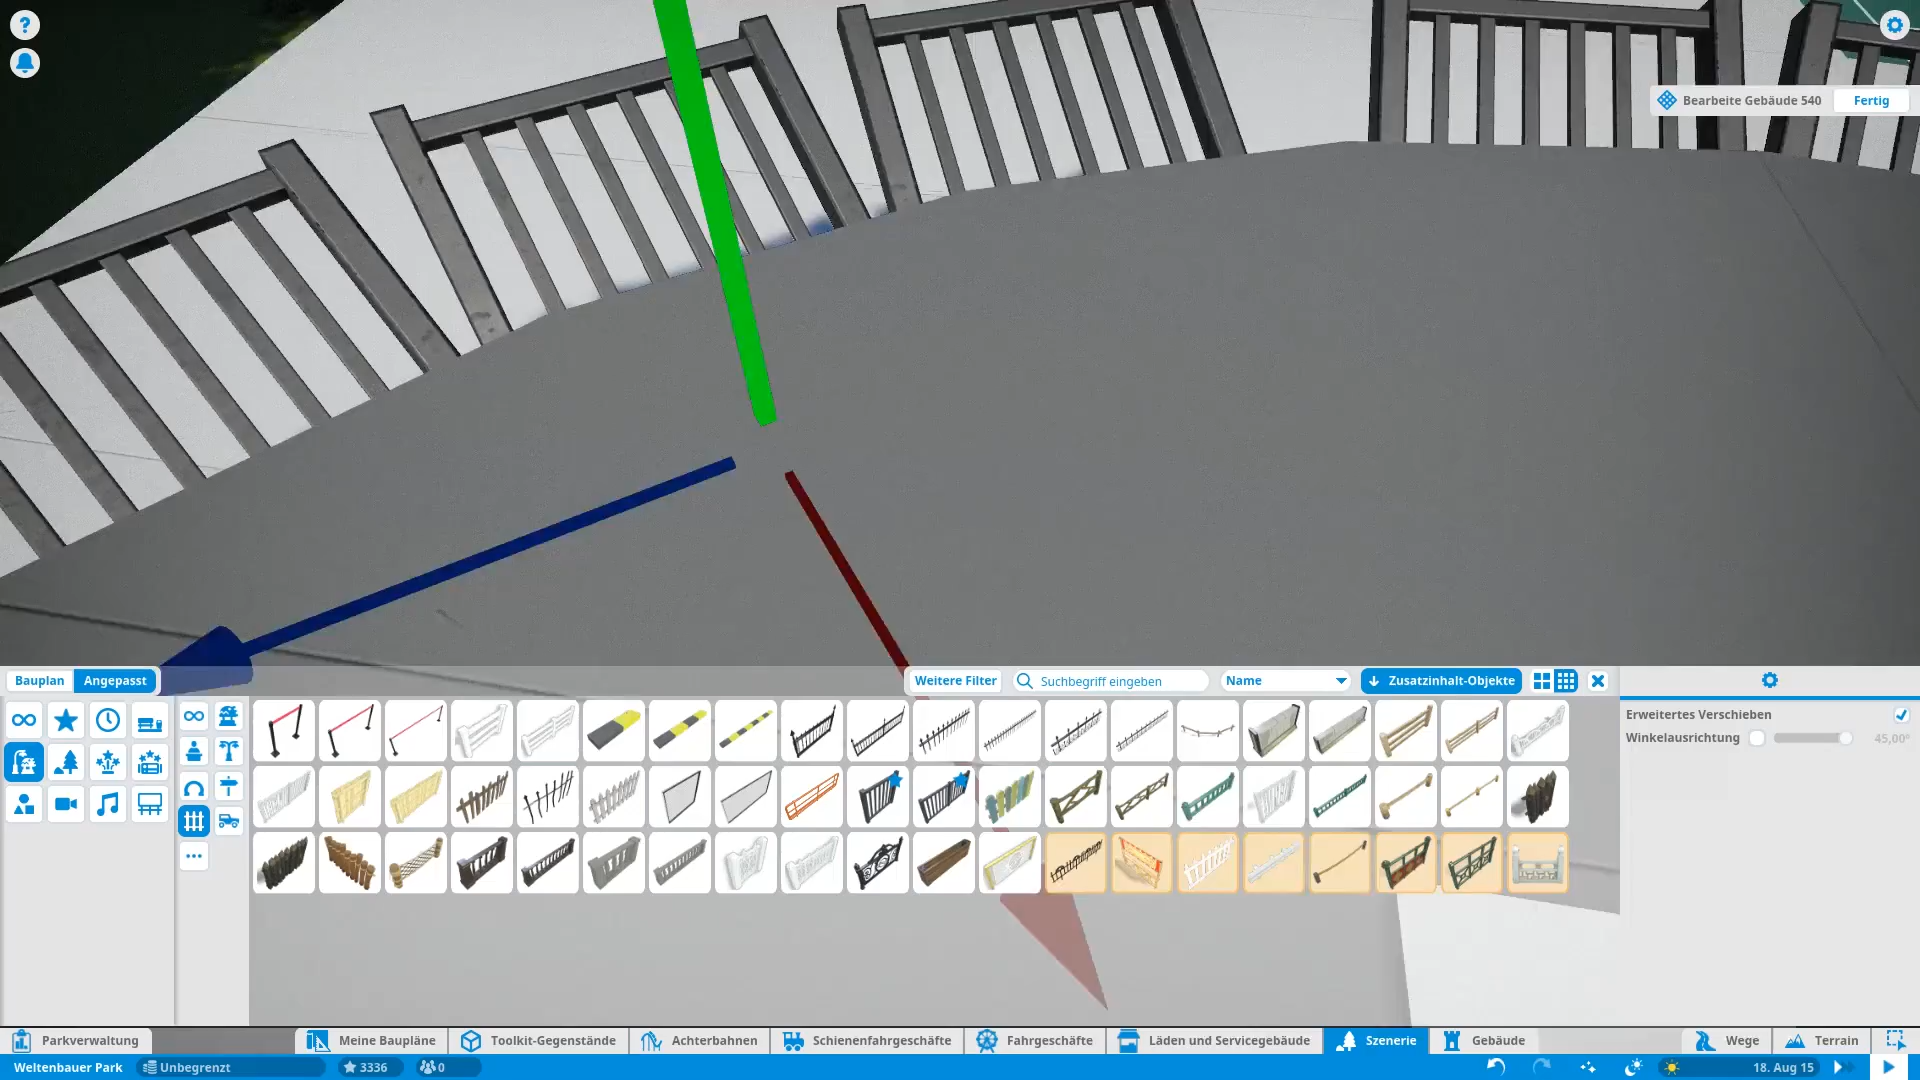 ?
Bearbeite Gebäude 540
Fertig
Bauplan
Angepasst
Weitere Filter
Suchbegriff eingeben
Name
Zusatzinhalt-Objekte
Erweitertes Verschieben
Winkelausrichtung
45,00°
Parkverwaltung
Meine Baupläne
Toolkit-Gegenstände
Achterbahnen
Schienenfahrgeschäfte
Fahrgeschäfte
Läden und Servicegebäude
Szenerie
Gebäude
Wege
Terrain
Weltenbauer Park
Unbegrenzt
3336
0
18. Aug 15